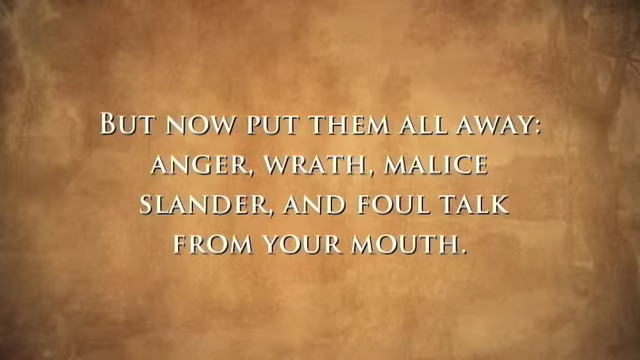 But now put them all away:
anger, wrath, malice
slander, and foul talk
from your mouth.